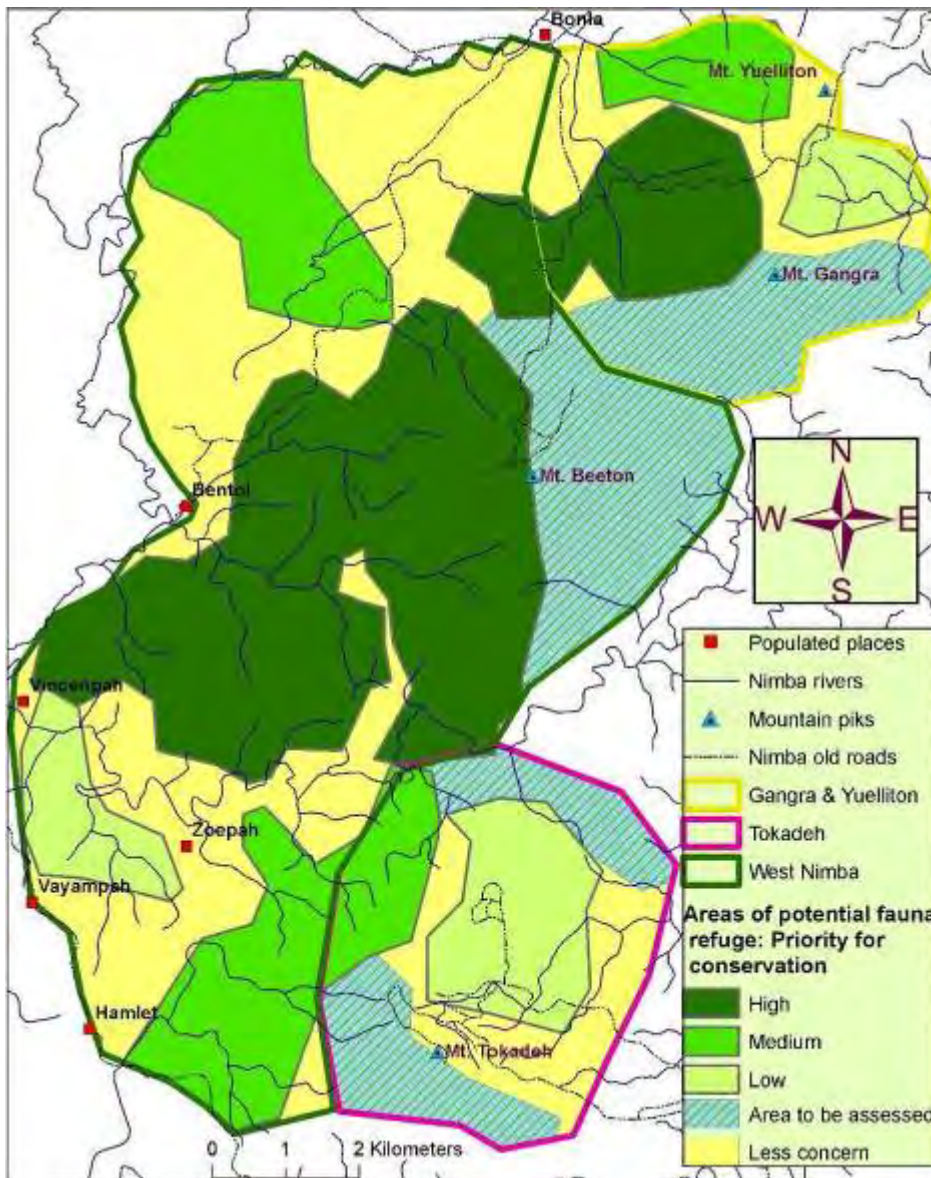 Bonla
Mt. Yuelliton
Mt. Gangra
Mt. Beeton
Bentol
N
W E
S
Populated places
Nimba rivers
Mountain piks
Nimba old roads
Gangra & Yuelliton
Tokadeh
West Nimba
Areas of potential fauna
refuge: Priority for
conservation
High
Medium
Low
Area to be assessed
Less concern
Zoepah
Vayampah
Hamlet
Mt. Tokadeh
0 1 2 Kilometers